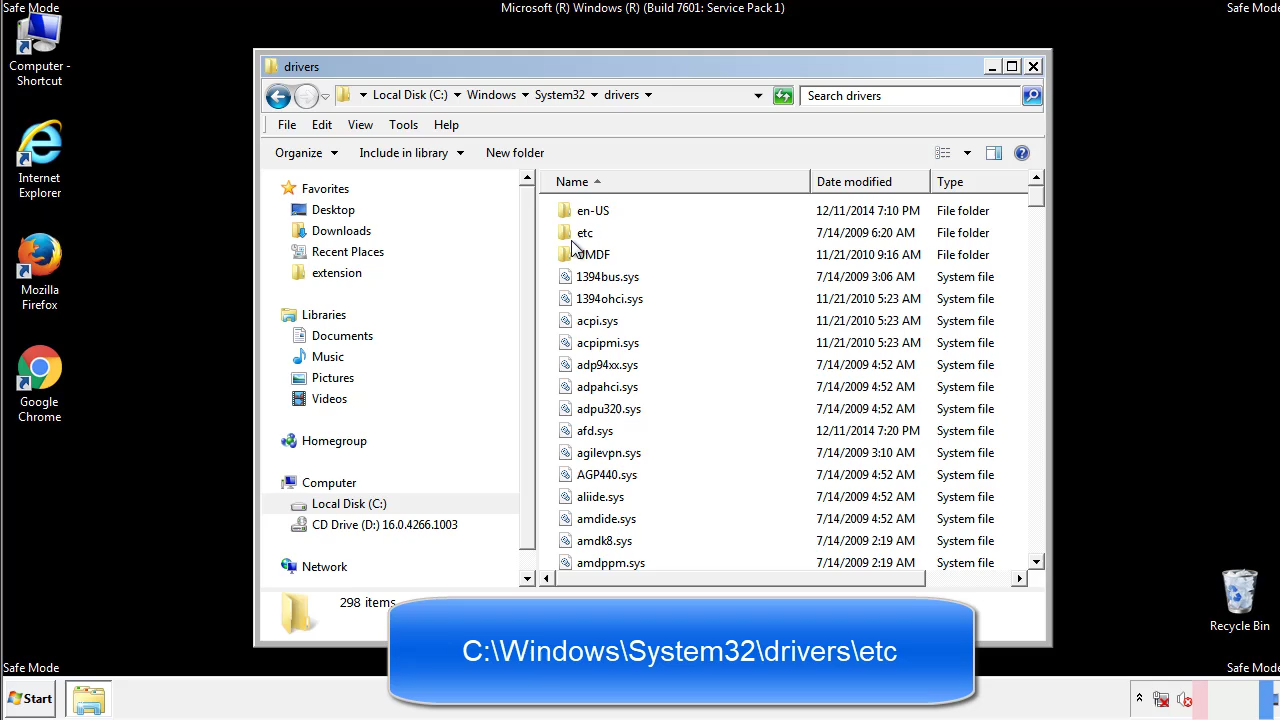 Safe Mode
Microsoft (R) Windows (R) (Build 7601: Service Pack 1)
Safe Mode
Computer -
Shortcut
Internet
Explorer
Mozilla
Firefox
Google
Chrome
drivers
Local Disk (C:) Windows System32 drivers
Search drivers
File Edit View Tools Help
Organize Include in library New folder
Favorites
Desktop
Downloads
Recent Places
extension
Libraries
Documents
Music
Pictures
Videos
Homegroup
Computer
Local Disk (C:)
CD Drive (D:) 16.0.4266.1003
Network
Name Date modified Type
en-US 12/11/2014 7:10 PM File folder
etc 7/14/2009 6:20 AM File folder
UMDF 11/21/2010 9:16 AM File folder
1394bus.sys 7/14/2009 3:06 AM System file
1394ohci.sys 11/21/2010 5:23 AM System file
acpi.sys 11/21/2010 5:23 AM System file
acpipmi.sys 11/21/2010 5:23 AM System file
adp94xx.sys 7/14/2009 4:52 AM System file
adpahci.sys 7/14/2009 4:52 AM System file
adpu320.sys 7/14/2009 4:52 AM System file
afd.sys 12/11/2014 7:20 PM System file
agilevpn.sys 7/14/2009 3:10 AM System file
AGP440.sys 7/14/2009 4:52 AM System file
aliide.sys 7/14/2009 4:52 AM System file
amdide.sys 7/14/2009 4:52 AM System file
amdk8.sys 7/14/2009 2:19 AM System file
amdppm.sys 7/14/2009 2:19 AM System file
298 items
C:\Windows\System32\drivers\etc
Recycle Bin
Safe Mode
Safe Mode
Start